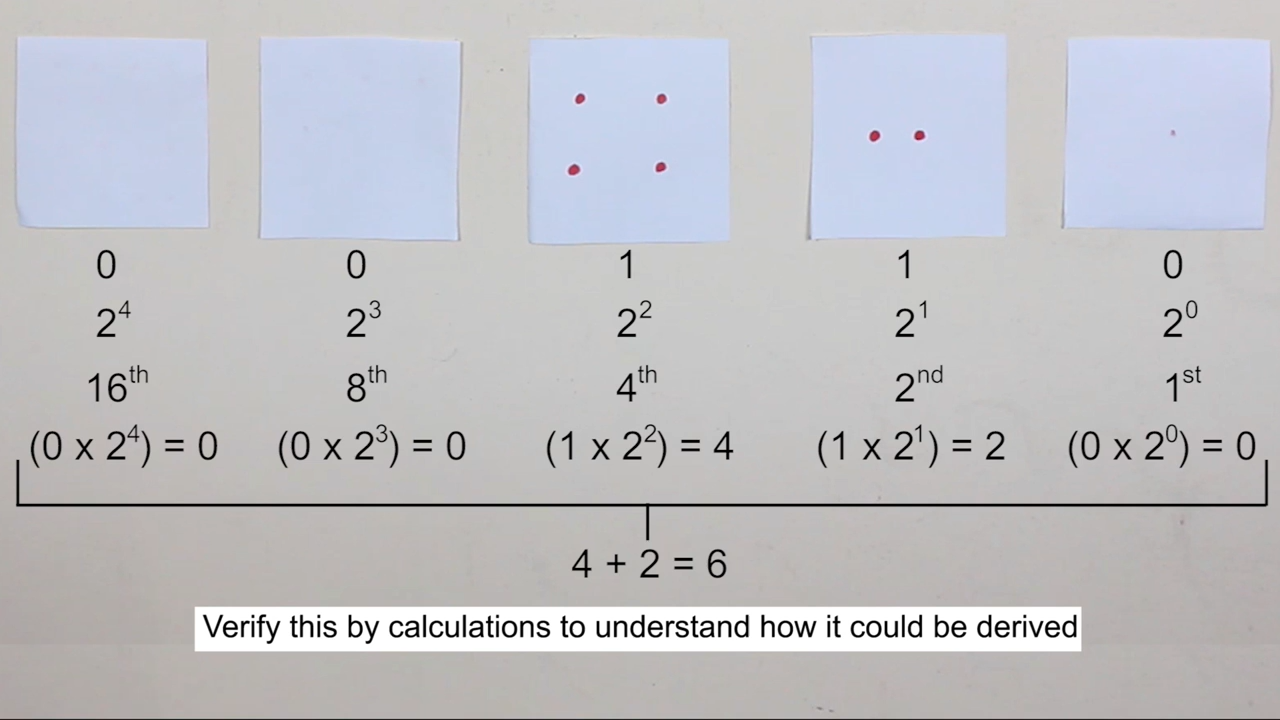 0 0 1 1 0
2⁴ 2³ 2² 2¹ 2⁰
16th 8th 4th 2nd 1st
(0 x 2⁴) = 0 (0 x 2³) = 0 (1 x 2²) = 4 (1 x 2¹) = 2 (0 x 2⁰) = 0
4 + 2 = 6
Verify this by calculations to understand how it could be derived